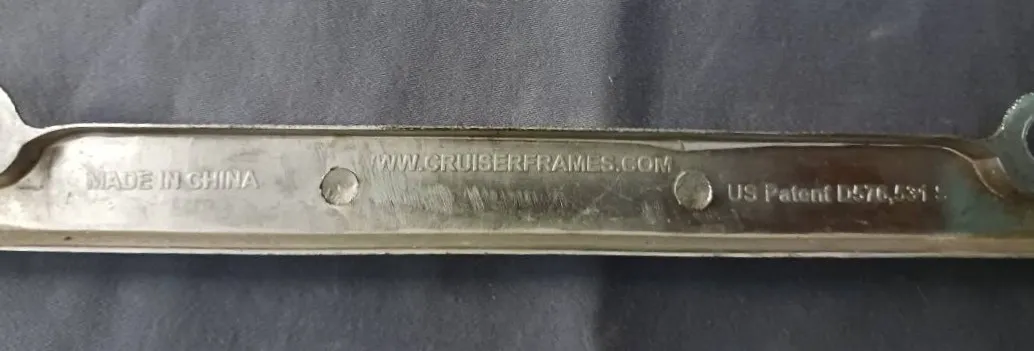 MADE IN CHINA
WWW.CRUISERFRAMES.COM
US Patent D576,531 S